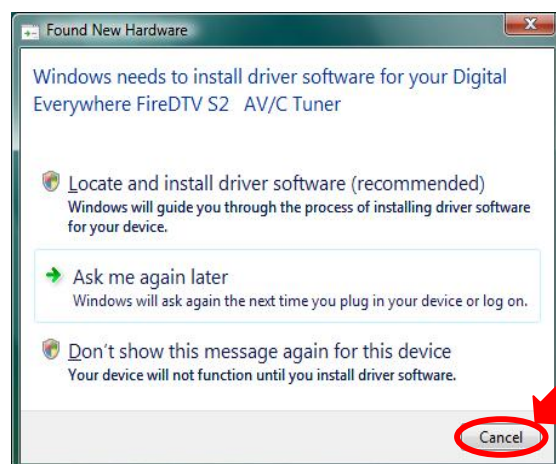 Found New Hardware
Windows needs to install driver software for your Digital
Everywhere FireDTV S2 AV/C Tuner
Locate and install driver software (recommended)
Windows will guide you through the process of installing driver software
for your device.
Ask me again later
Windows will ask again the next time you plug in your device or log on.
Don't show this message again for this device
Your device will not function until you install driver software.
Cancel